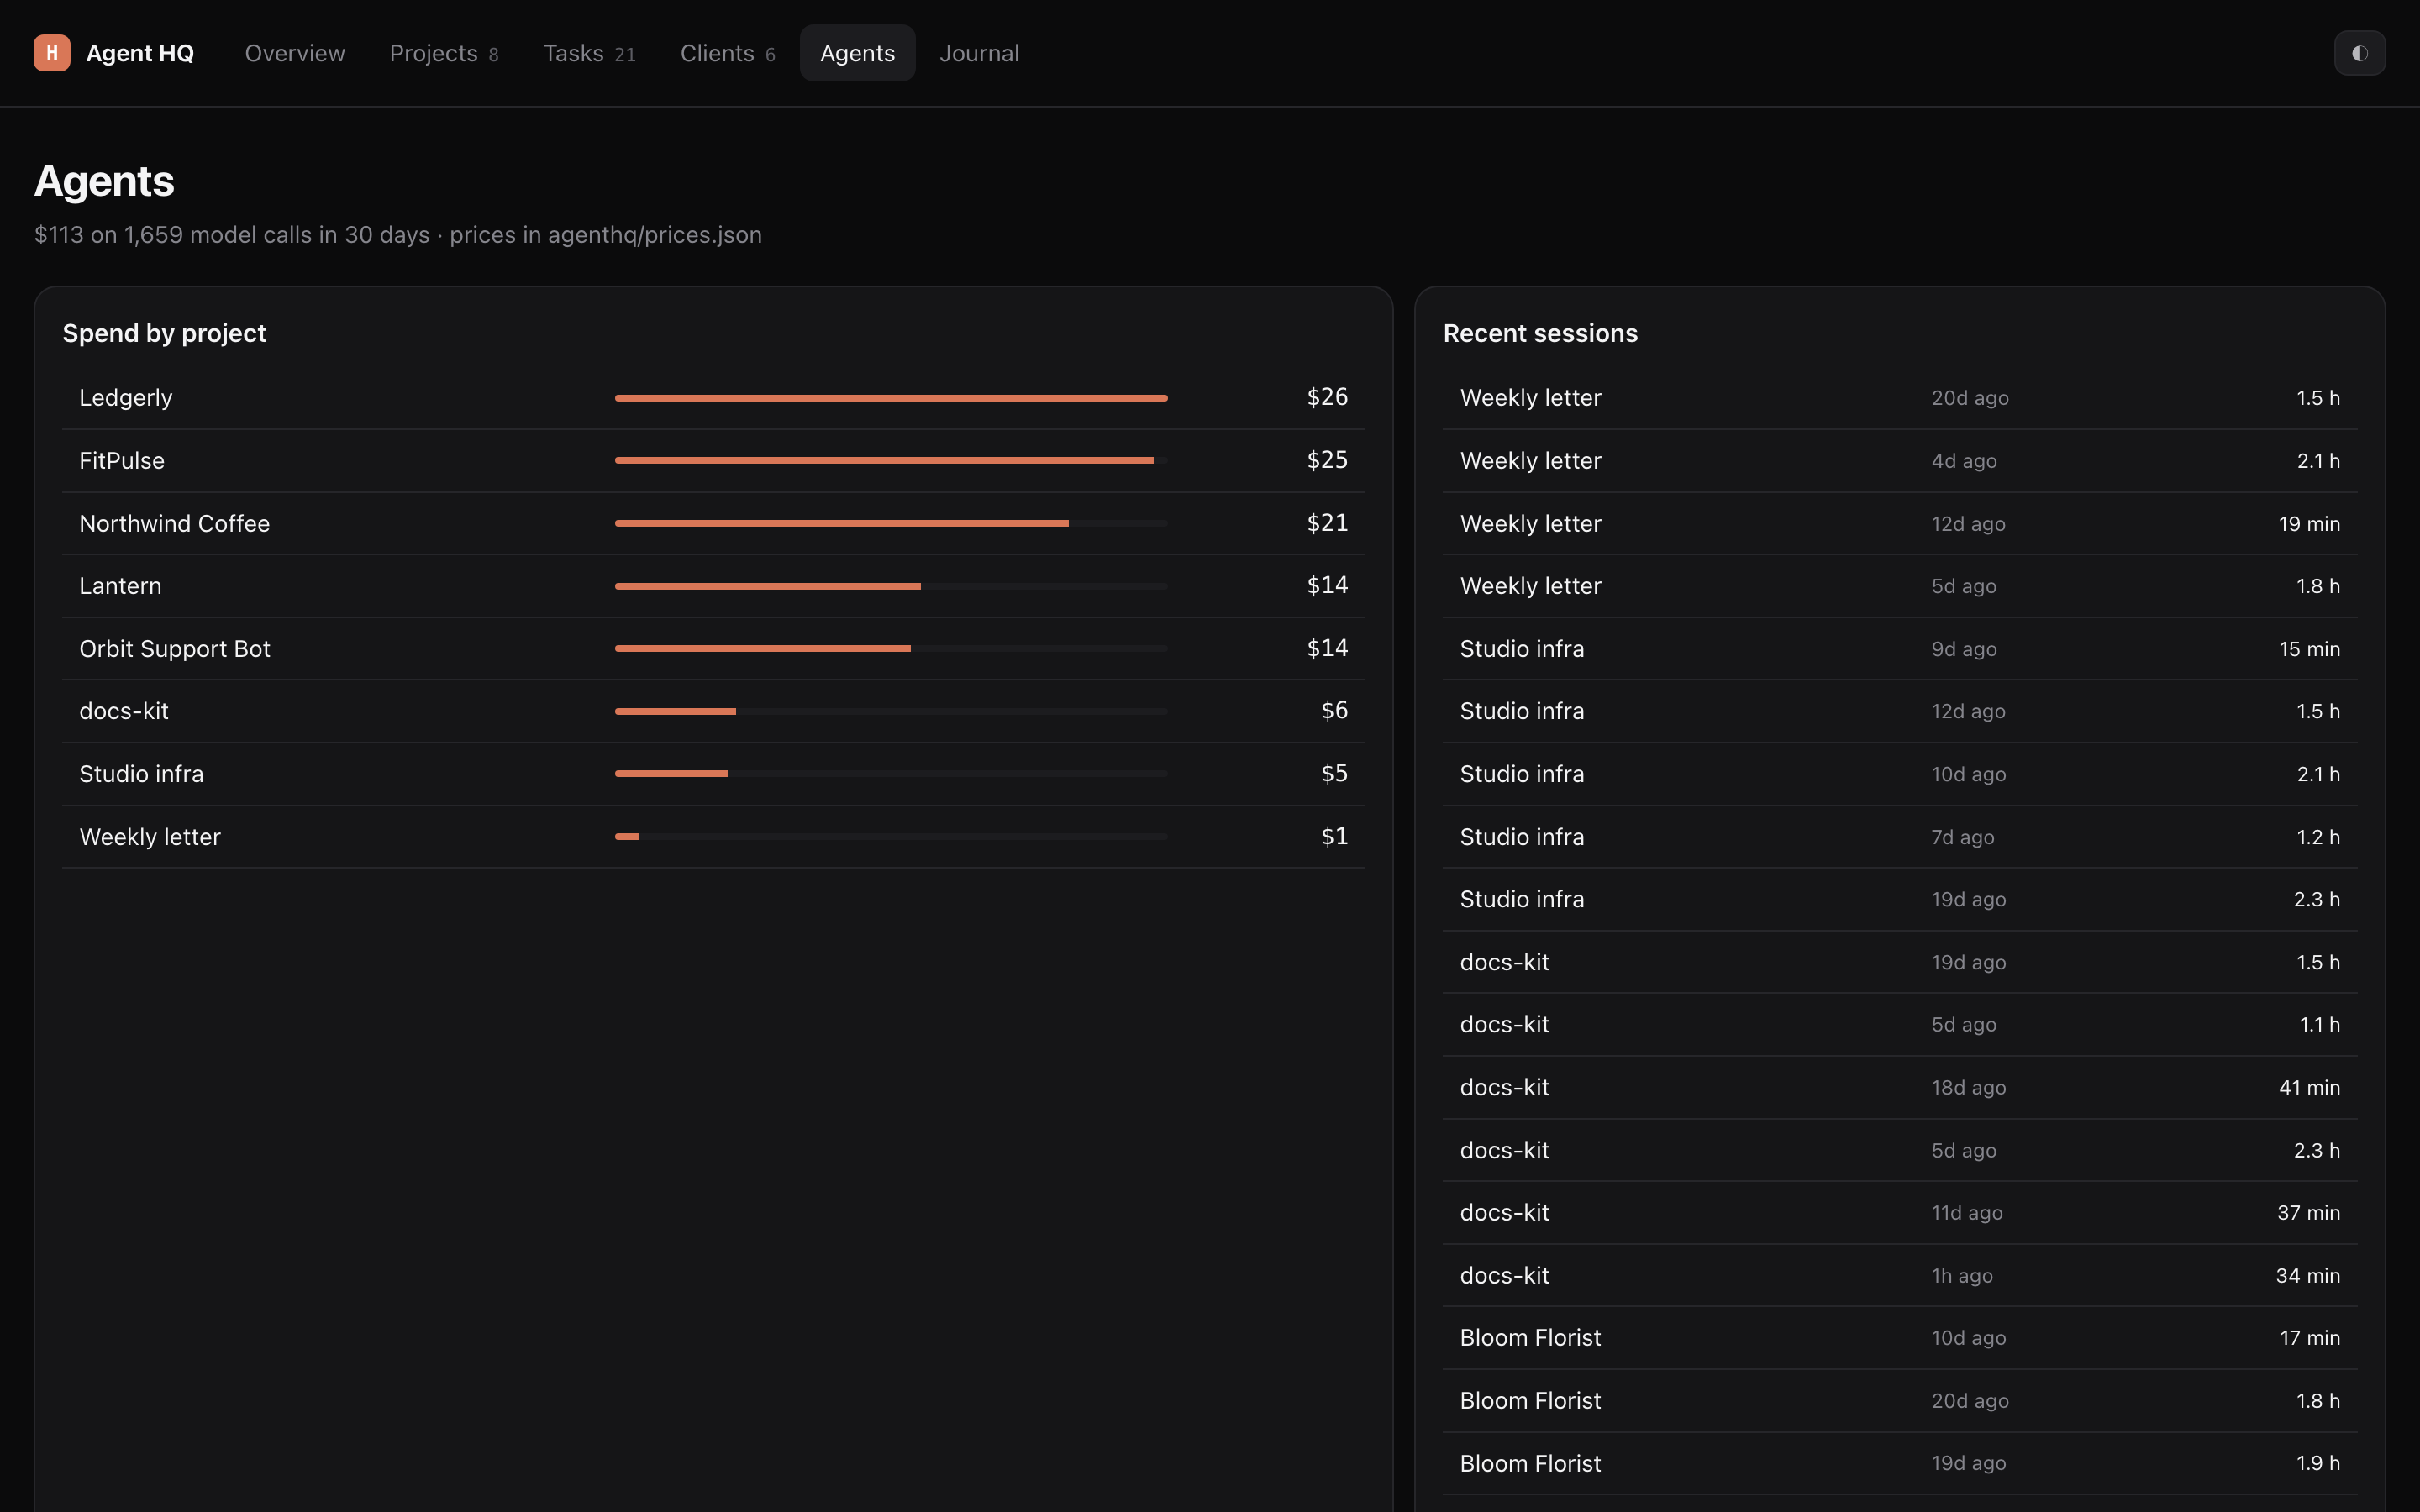 H Agent HQ Overview Projects 8 Tasks 21 Clients 6 Agents Journal
Agents
$113 on 1,659 model calls in 30 days · prices in agenthq/prices.json
Spend by project
Ledgerly $26
FitPulse $25
Northwind Coffee $21
Lantern $14
Orbit Support Bot $14
docs-kit $6
Studio infra $5
Weekly letter $1
Recent sessions
Weekly letter 20d ago 1.5 h
Weekly letter 4d ago 2.1 h
Weekly letter 12d ago 19 min
Weekly letter 5d ago 1.8 h
Studio infra 9d ago 15 min
Studio infra 12d ago 1.5 h
Studio infra 10d ago 2.1 h
Studio infra 7d ago 1.2 h
Studio infra 19d ago 2.3 h
docs-kit 19d ago 1.5 h
docs-kit 5d ago 1.1 h
docs-kit 18d ago 41 min
docs-kit 5d ago 2.3 h
docs-kit 11d ago 37 min
docs-kit 1h ago 34 min
Bloom Florist 10d ago 17 min
Bloom Florist 20d ago 1.8 h
Bloom Florist 19d ago 1.9 h